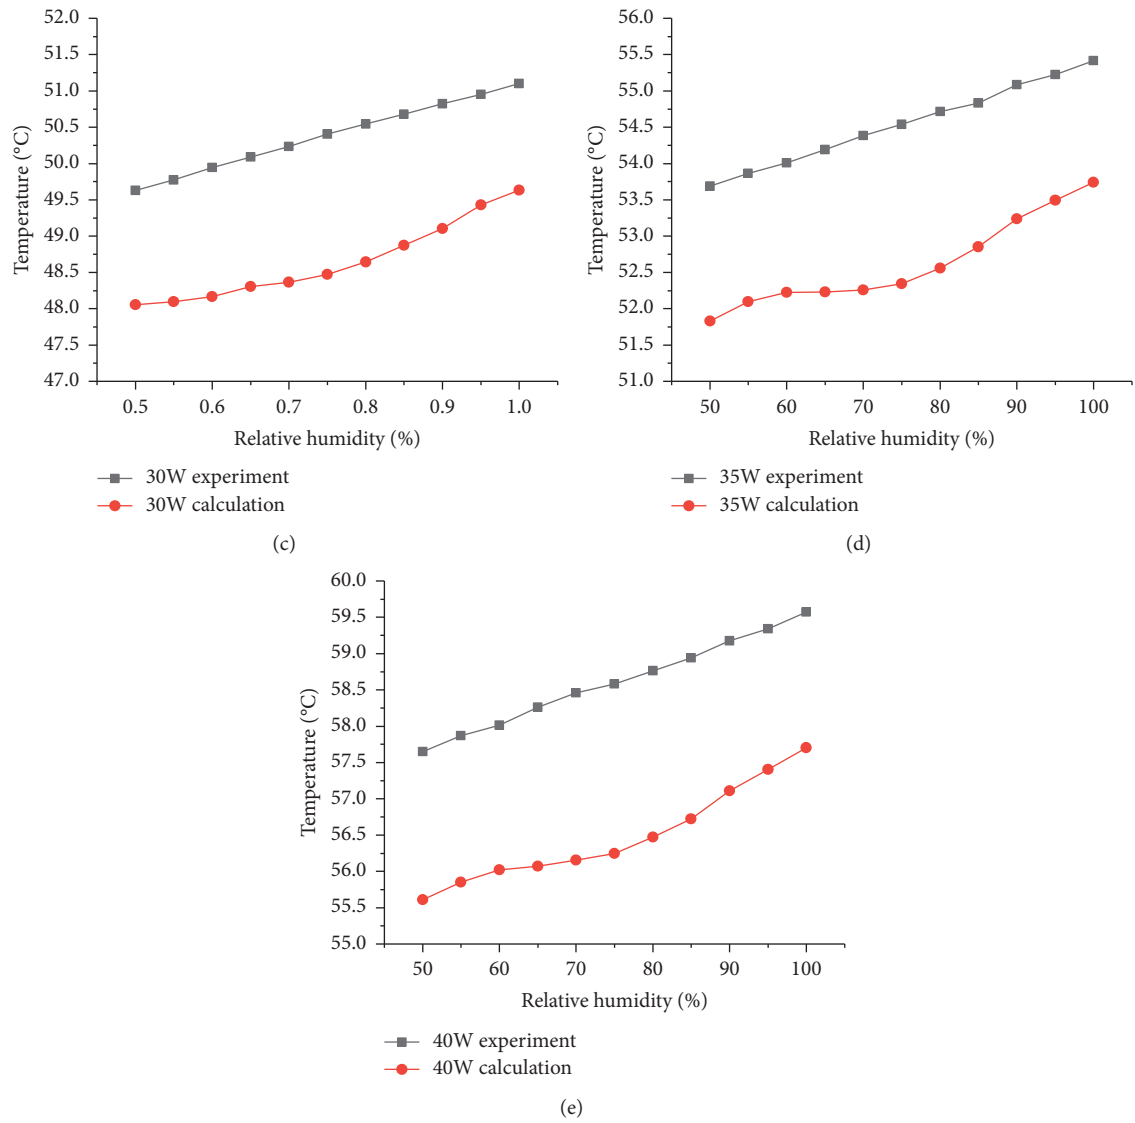 52.0
51.5
51.0
50.5
50.0
49.5
49.0
48.5
48.0
47.5
47.0
Temperature (°C)
0.5 0.6 0.7 0.8 0.9 1.0
Relative humidity (%)
30W experiment
30W calculation
(c)
56.0
55.5
55.0
54.5
54.0
53.5
53.0
52.5
52.0
51.5
51.0
Temperature (°C)
50 60 70 80 90 100
Relative humidity (%)
35W experiment
35W calculation
(d)
60.0
59.5
59.0
58.5
58.0
57.5
57.0
56.5
56.0
55.5
55.0
Temperature (°C)
50 60 70 80 90 100
Relative humidity (%)
40W experiment
40W calculation
(e)